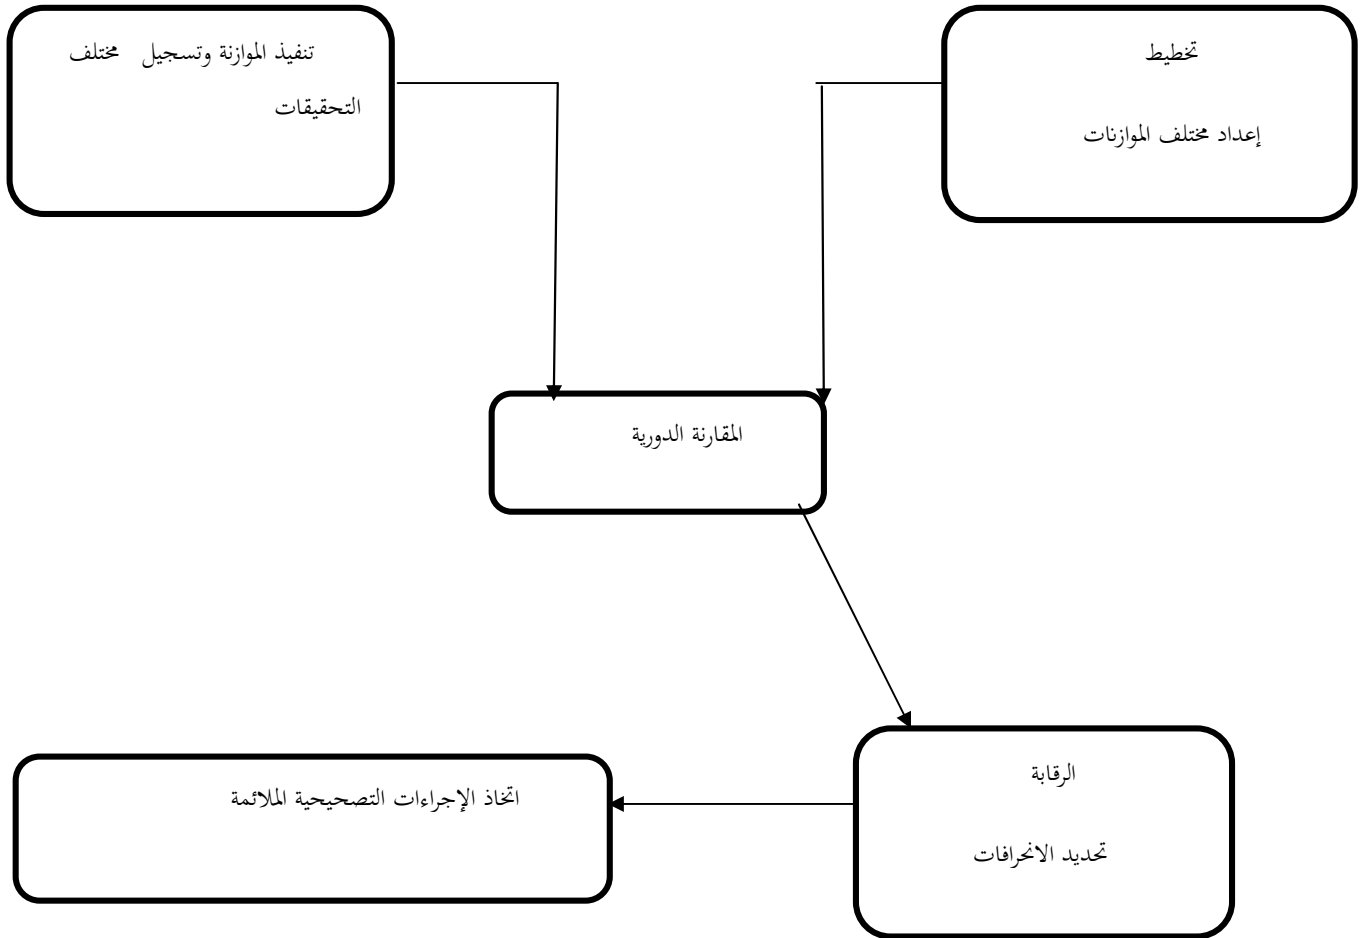 تخطيط
إعداد مختلف الموازنات
تنفيذ الموازنة وتسجيل مختلف
التحقيقات
المقارنة الدورية
الرقابة
تحديد الانحرافات
اتخاذ الإجراءات التصحيحية الملائمة